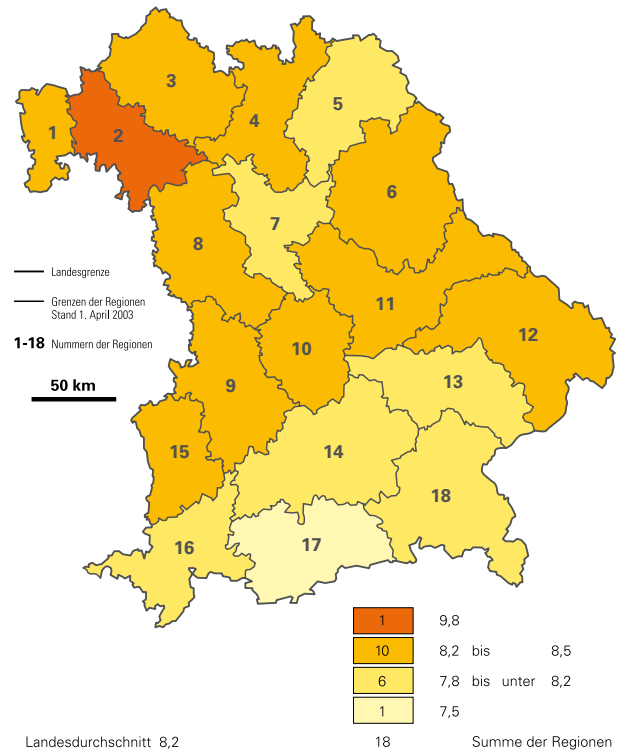 3
5
4
1
2
6
7
8
Landesgrenze
Grenzen der Regionen
Stand 1. April 2003
11
12
1-18 Nummern der Regionen
10
13
50 km
9
15
14
18
16
17
1 9,8
10 8,2 bis 8,5
6 7,8 bis unter 8,2
1 7,5
Landesdurchschnitt 8,2 18 Summe der Regionen